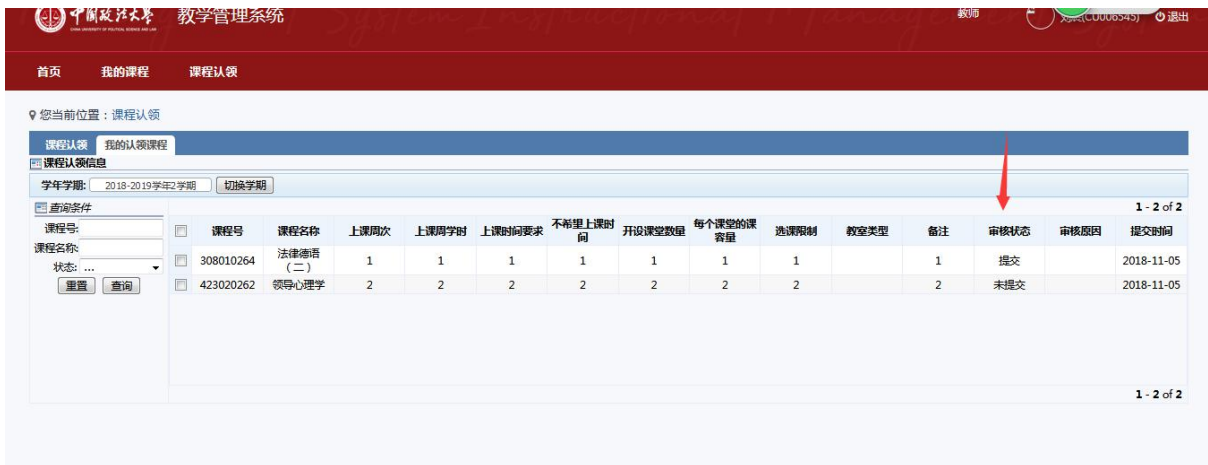 中国政法大学 教学管理系统 教师 (CU006545) 退出
CHINA UNIVERSITY OF POLITICAL SCIENCE AND LAW
首页 我的课程 课程认领
您当前位置：课程认领
课程认领 我的认领课程
课程认领信息
学年学期: 2018-2019学年2学期 切换学期
查询条件
课程号:
课程名称:
状态: ...
重置 查询
1 - 2 of 2
课程号 课程名称 上课周次 上课周学时 上课时间要求 不希望上课时间 开设课堂数量 每个课堂的课容量 选课限制 教室类型 备注 审核状态 审核原因 提交时间
308010264 法律德语（二） 1 1 1 1 1 1 1 1 提交 2018-11-05
423020262 领导心理学 2 2 2 2 2 2 2 2 未提交 2018-11-05
1 - 2 of 2